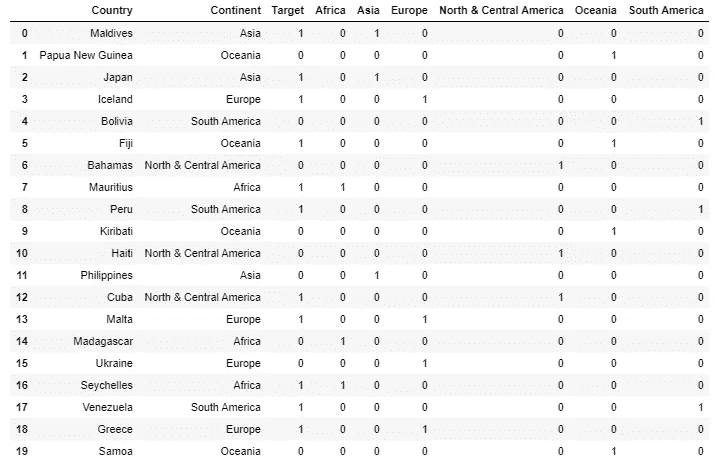 Country Continent Target Africa Asia Europe North & Central America Oceania South America
0 Maldives Asia 1 0 1 0 0 0 0
1 Papua New Guinea Oceania 0 0 0 0 0 1 0
2 Japan Asia 1 0 1 0 0 0 0
3 Iceland Europe 1 0 0 1 0 0 0
4 Bolivia South America 0 0 0 0 0 0 1
5 Fiji Oceania 1 0 0 0 0 1 0
6 Bahamas North & Central America 0 0 0 0 1 0 0
7 Mauritius Africa 1 1 0 0 0 0 0
8 Peru South America 1 0 0 0 0 0 1
9 Kiribati Oceania 0 0 0 0 0 1 0
10 Haiti North & Central America 0 0 0 0 1 0 0
11 Philippines Asia 0 0 1 0 0 0 0
12 Cuba North & Central America 1 0 0 0 1 0 0
13 Malta Europe 1 0 0 1 0 0 0
14 Madagascar Africa 0 1 0 0 0 0 0
15 Ukraine Europe 0 0 0 1 0 0 0
16 Seychelles Africa 1 1 0 0 0 0 0
17 Venezuela South America 1 0 0 0 0 0 1
18 Greece Europe 1 0 0 1 0 0 0
19 Samoa Oceania 0 0 0 0 0 1 0